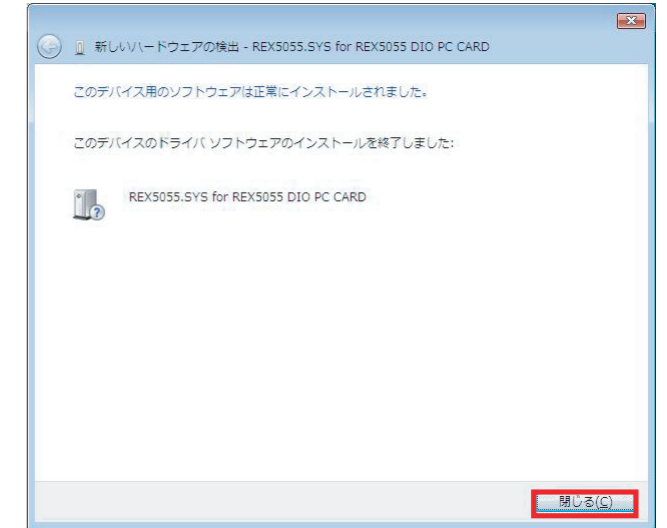 新しいハードウェアの検出 - REX5055.SYS for REX5055 DIO PC CARD
このデバイス用のソフトウェアは正常にインストールされました。
このデバイスのドライバ ソフトウェアのインストールを終了しました:
REX5055.SYS for REX5055 DIO PC CARD
閉じる(C)